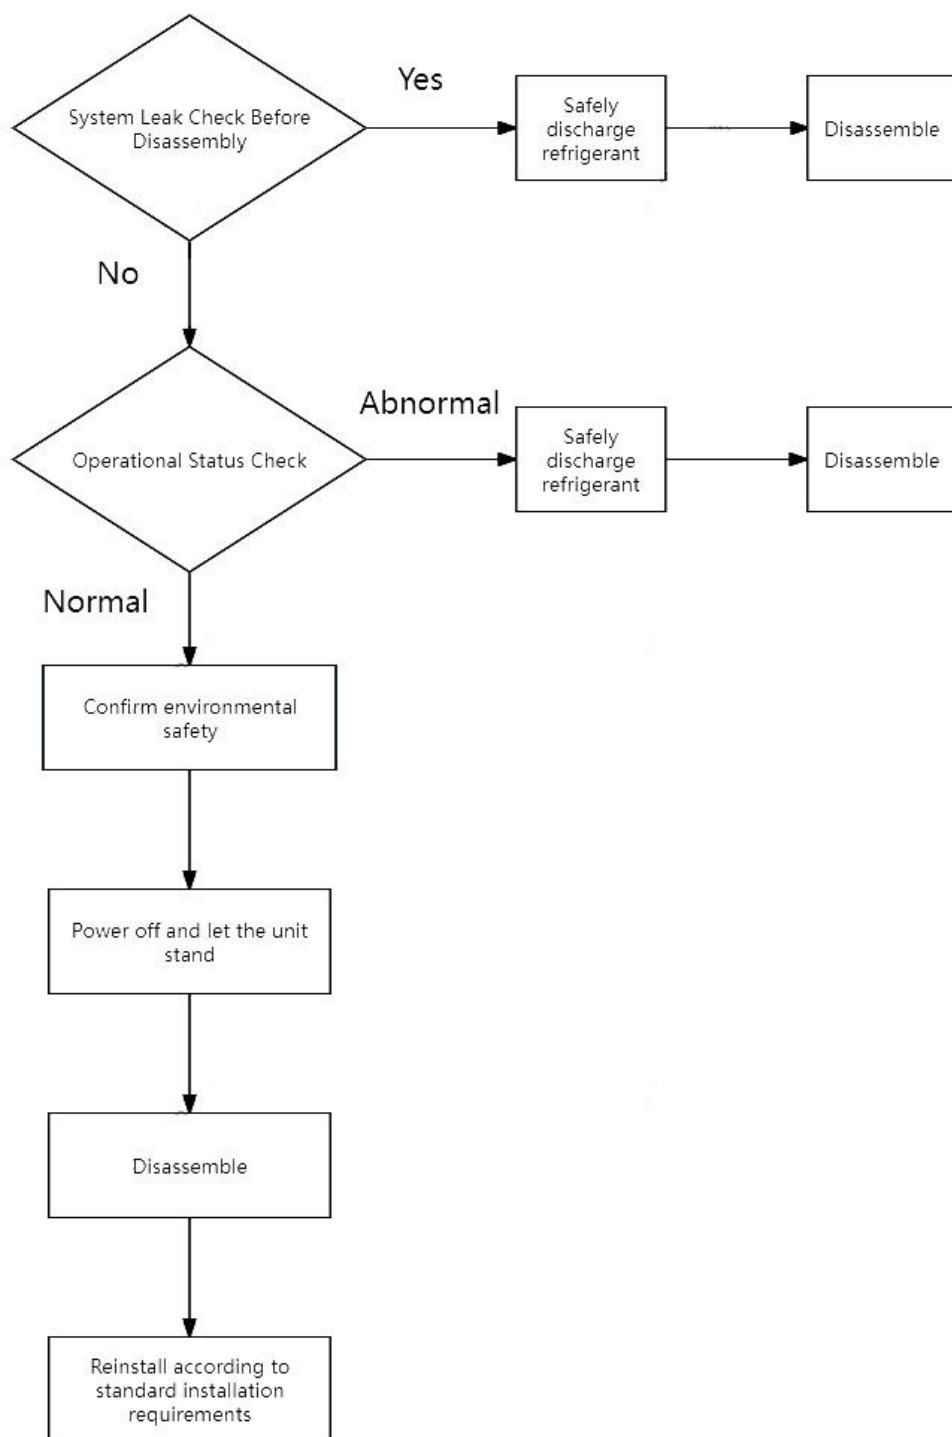 Yes
System Leak Check Before
Disassembly
Safely
discharge
refrigerant
Disassemble
No
Abnormal
Operational Status Check
Safely
discharge
refrigerant
Disassemble
Normal
Confirm environmental
safety
Power off and let the unit
stand
Disassemble
Reinstall according to
standard installation
requirements